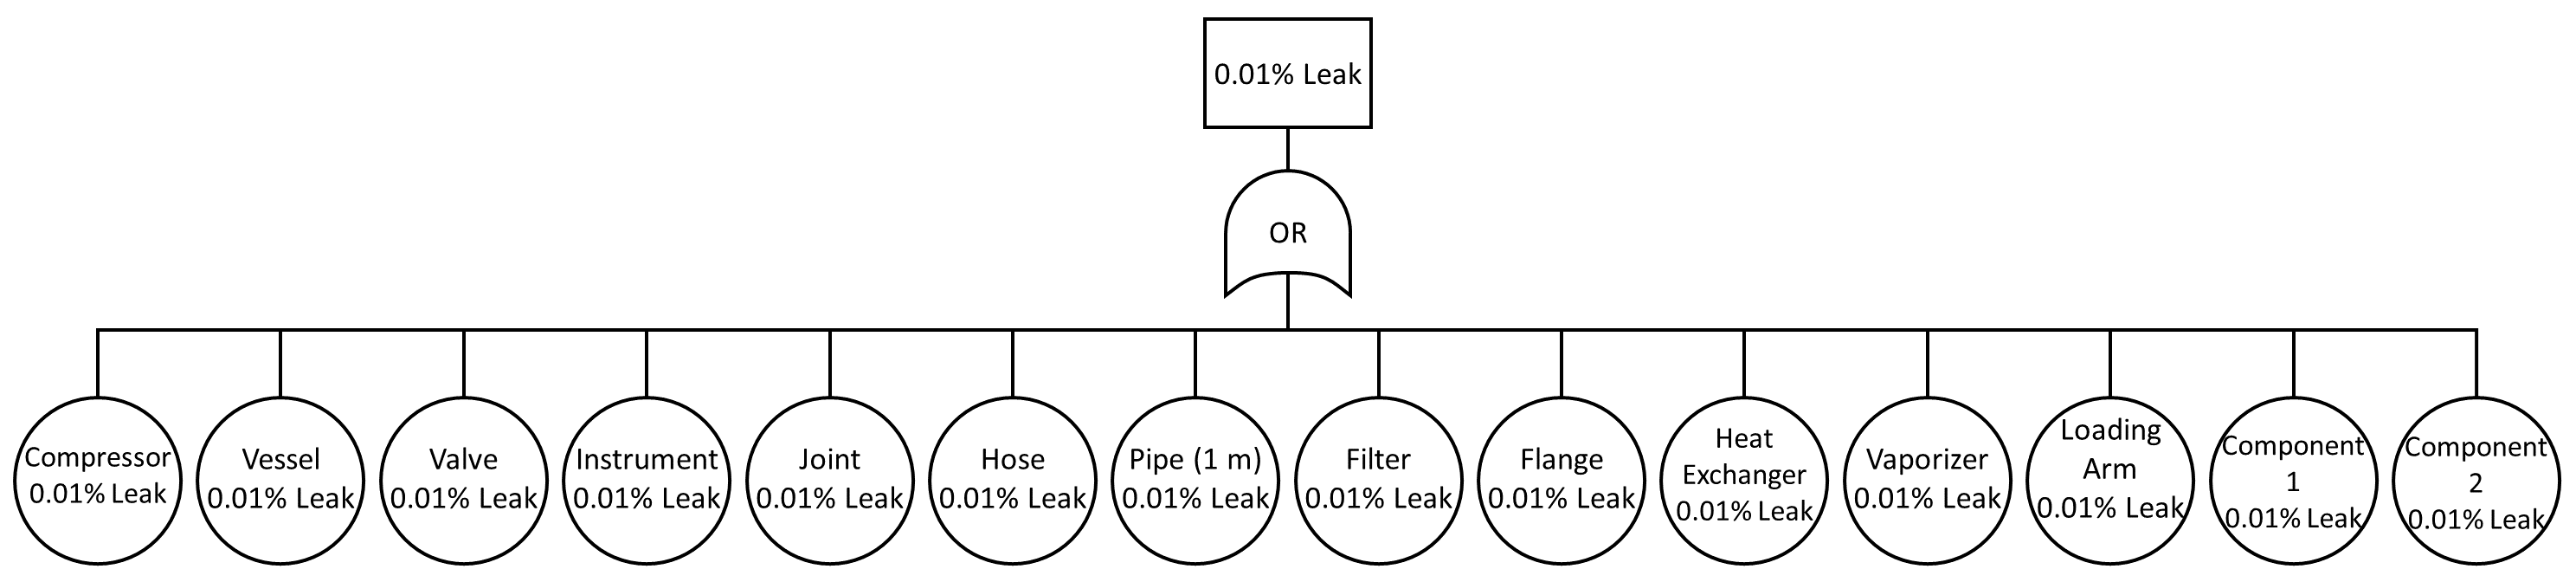 0.01% Leak
OR
Compressor
0.01% Leak
Vessel
0.01% Leak
Valve
0.01% Leak
Instrument
0.01% Leak
Joint
0.01% Leak
Hose
0.01% Leak
Pipe (1 m)
0.01% Leak
Filter
0.01% Leak
Flange
0.01% Leak
Heat
Exchanger
0.01% Leak
Vaporizer
0.01% Leak
Loading
Arm
0.01% Leak
Component
1
0.01% Leak
Component
2
0.01% Leak